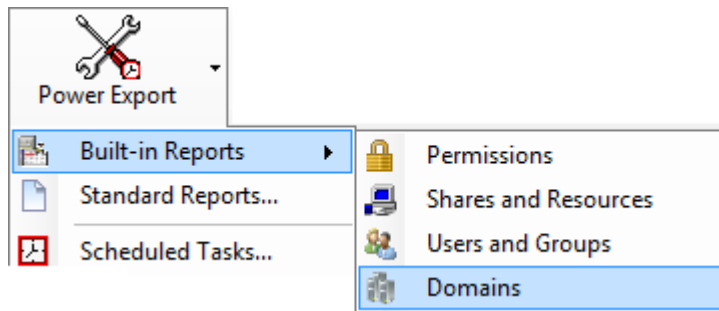 Power Export
Built-in Reports
Standard Reports...
Scheduled Tasks...
Permissions
Shares and Resources
Users and Groups
Domains